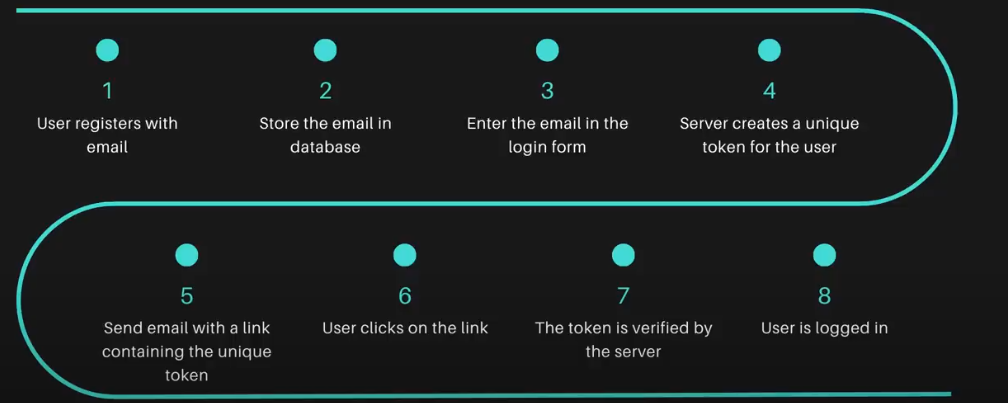 1
User registers with
email
2
Store the email in
database
3
Enter the email in the
login form
4
Server creates a unique
token for the user
5
Send email with a link
containing the unique
token
6
User clicks on the link
7
The token is verified by
the server
8
User is logged in